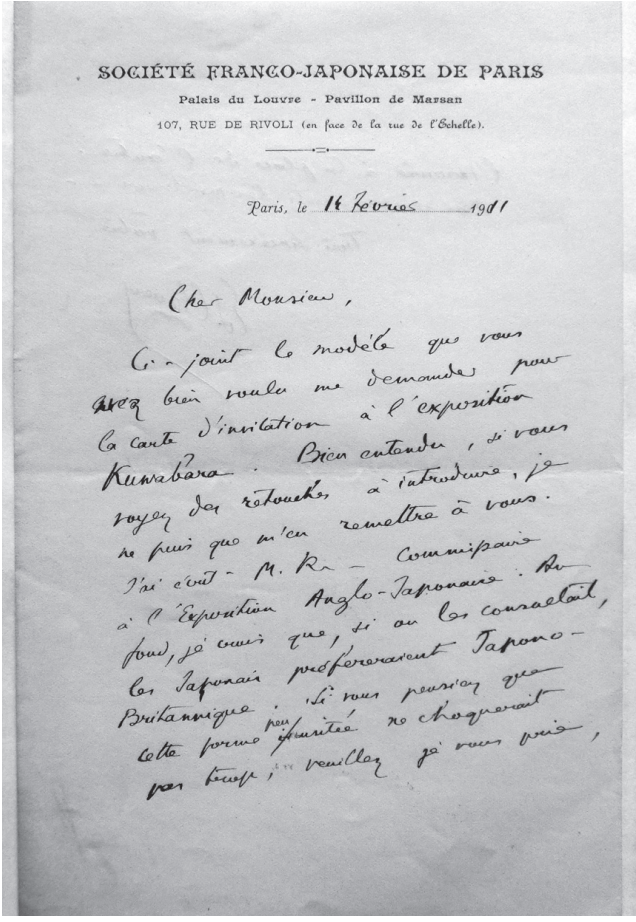 SOCIÉTÉ FRANCO-JAPONAISE DE PARIS
Palais du Louvre - Pavillon de Marsan
107, RUE DE RIVOLI (en face de la rue de l'Échelle).
Paris, le 14 Février 1911
Cher Monsieur,
Ci-joint le modèle que vous
avez bien voulu me demander pour
la carte d'invitation à l'exposition
Kuwabara. Bien entendu, si vous
voyez des retouches à introduire, je
ne puis que m'en remettre à vous.
J'ai écrit - M. K. - Commissaire
à l'Exposition Anglo-Japonaise. Au
fond, je crois que, si on les consultait,
les Japonais préféreraient Japono-
Britannique. Si vous pensiez que
cette forme peu usitée ne choquerait
pas trop, veuillez je vous prie,